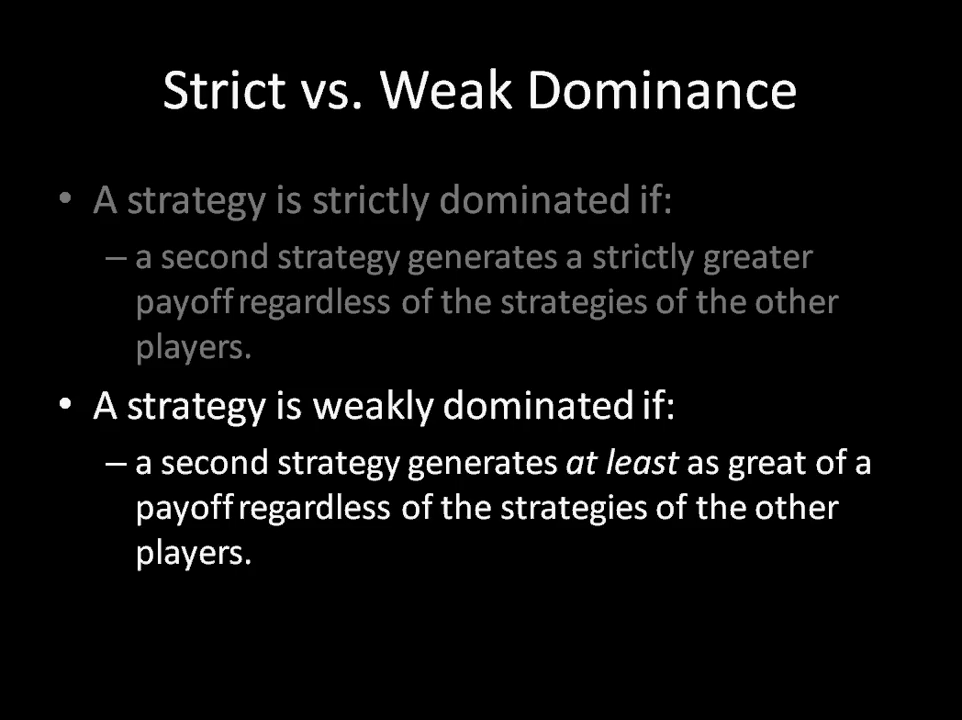 Strict vs. Weak Dominance
• A strategy is strictly dominated if:
– a second strategy generates a strictly greater
payoff regardless of the strategies of the other
players.
• A strategy is weakly dominated if:
– a second strategy generates at least as great of a
payoff regardless of the strategies of the other
players.